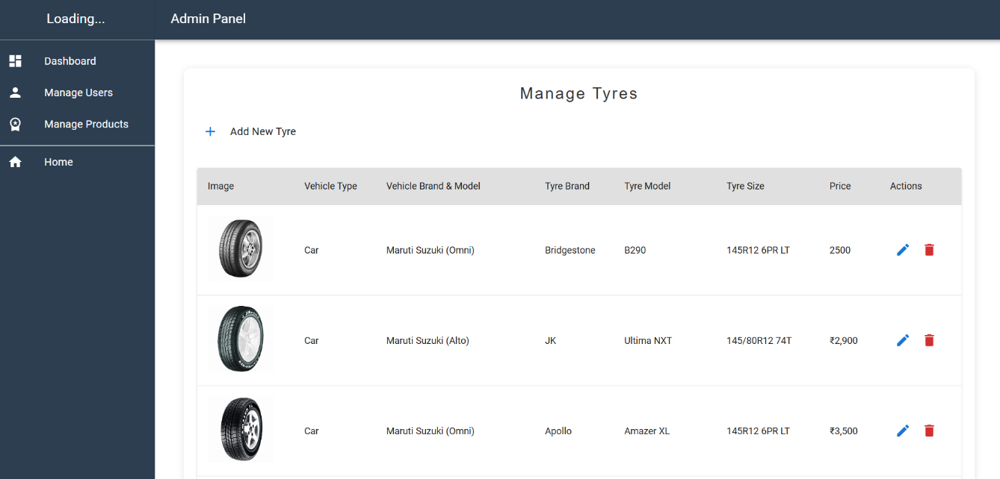 Loading...
Admin Panel
Dashboard
Manage Users
Manage Products
Home
Manage Tyres
Add New Tyre
Image Vehicle Type Vehicle Brand & Model Tyre Brand Tyre Model Tyre Size Price Actions
Car Maruti Suzuki (Omni) Bridgestone B290 145R12 6PR LT 2500
Car Maruti Suzuki (Alto) JK Ultima NXT 145/80R12 74T ₹2,900
Car Maruti Suzuki (Omni) Apollo Amazer XL 145R12 6PR LT ₹3,500